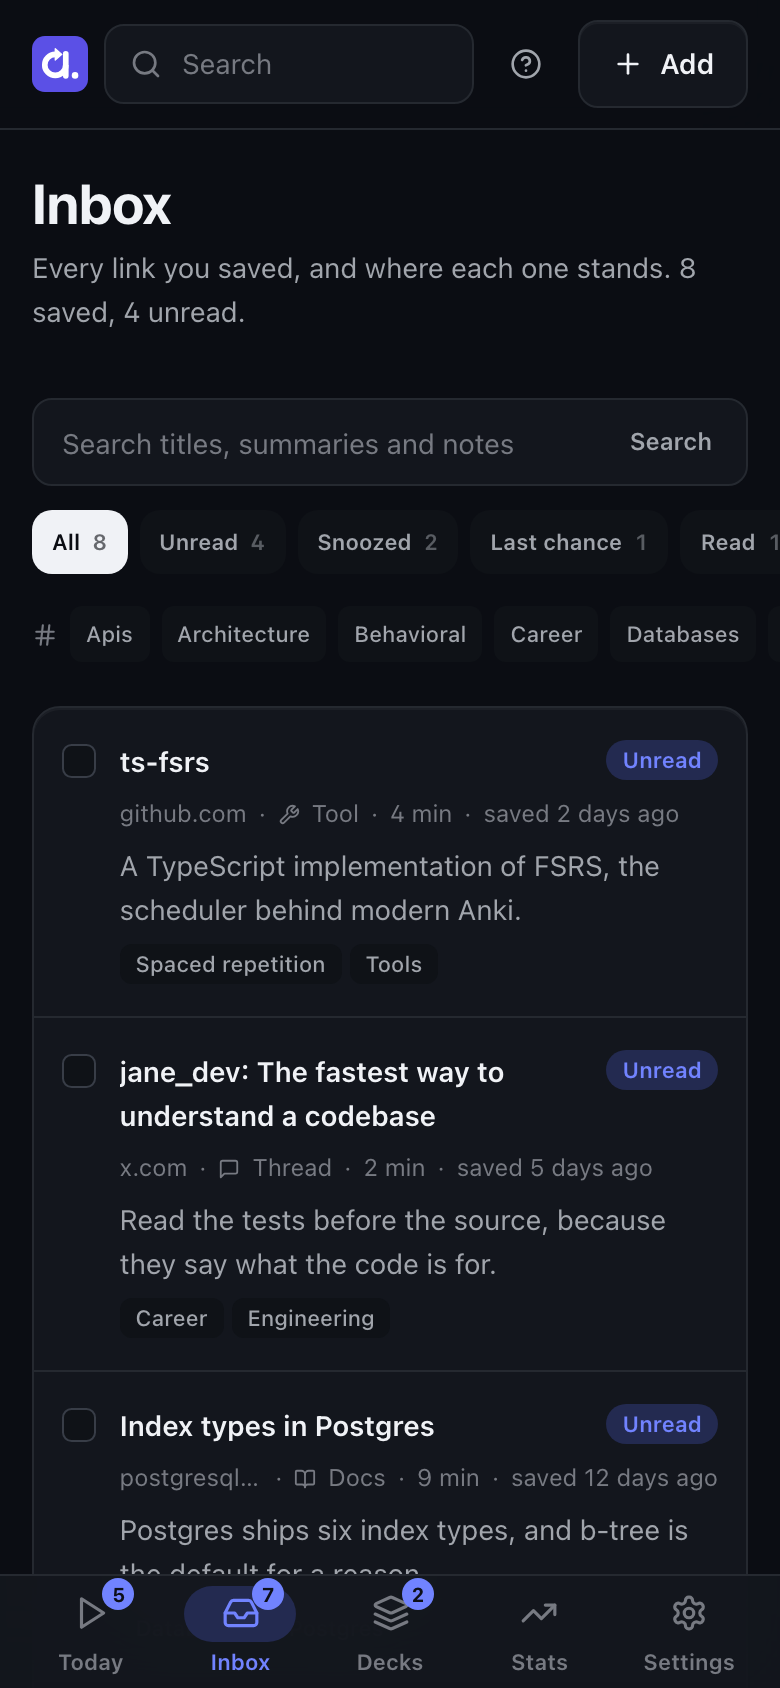 a.
Search
Add
Inbox
Every link you saved, and where each one stands. 8
saved, 4 unread.
Search titles, summaries and notes Search
All 8 Unread 4 Snoozed 2 Last chance 1 Read 1
# Apis Architecture Behavioral Career Databases
ts-fsrs Unread
github.com · Tool · 4 min · saved 2 days ago
A TypeScript implementation of FSRS, the
scheduler behind modern Anki.
Spaced repetition Tools
jane_dev: The fastest way to Unread
understand a codebase
x.com · Thread · 2 min · saved 5 days ago
Read the tests before the source, because
they say what the code is for.
Career Engineering
Index types in Postgres Unread
postgresql... · Docs · 9 min · saved 12 days ago
Postgres ships six index types, and b-tree is
the default for a reason
5 7 2
Today Inbox Decks Stats Settings